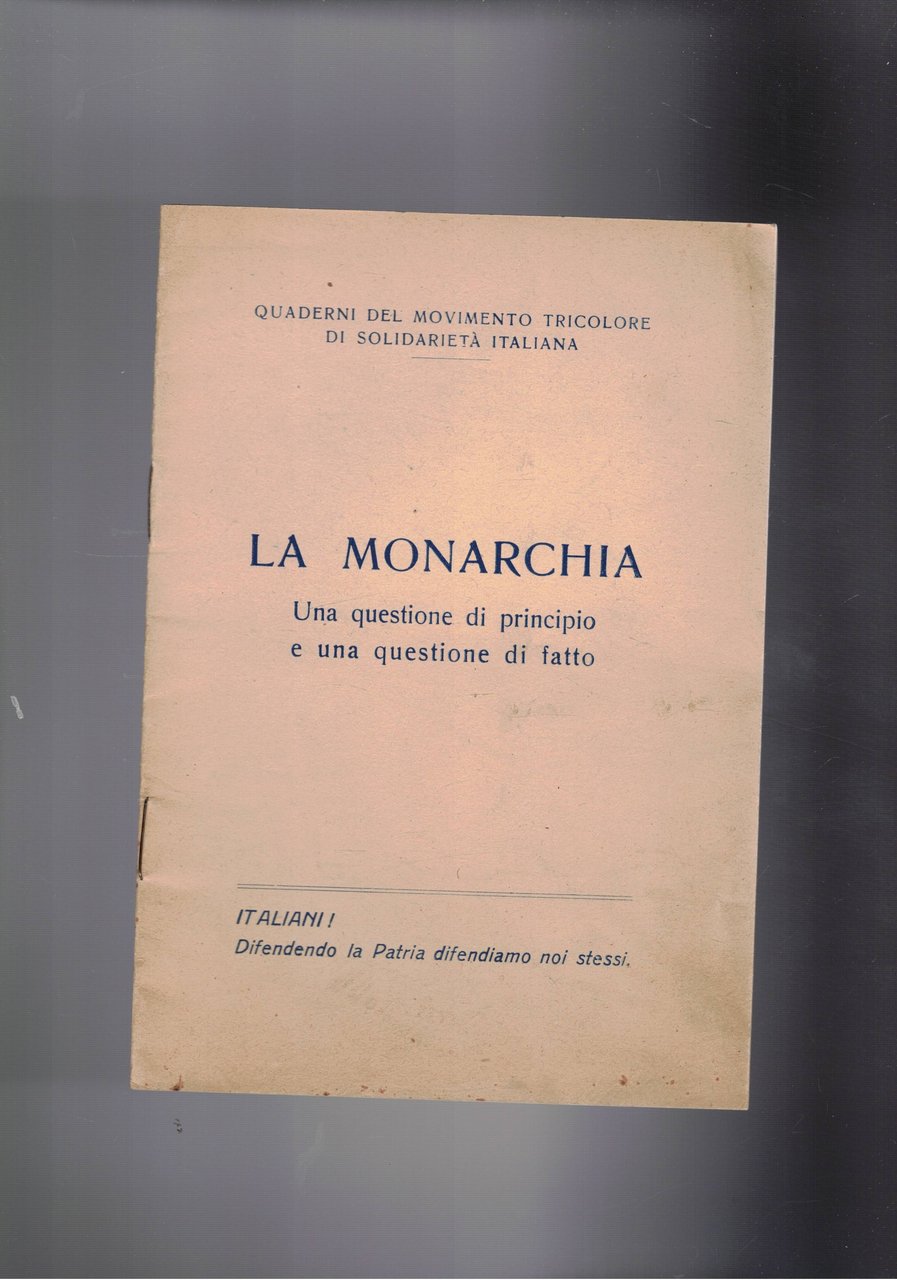 QUADERNI DEL MOVIMENTO TRICOLORE
DI SOLIDARIETÀ ITALIANA
LA MONARCHIA
Una questione di principio
e una questione di fatto
ITALIANI!
Difendendo la Patria difendiamo noi stessi.